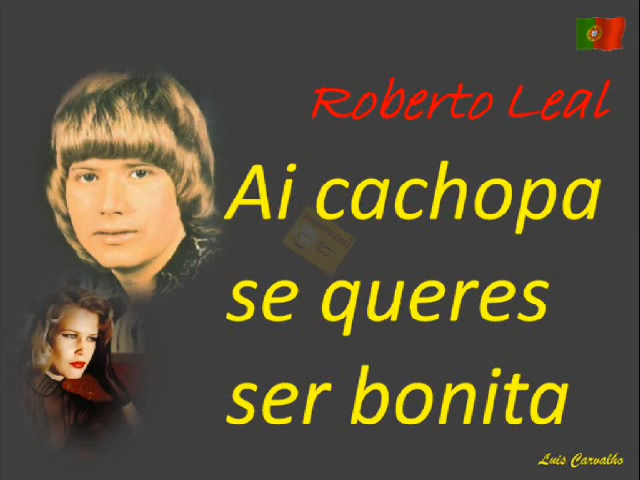 Roberto Leal
Ai cachopa
se queres
ser bonita
Luis Carvalho